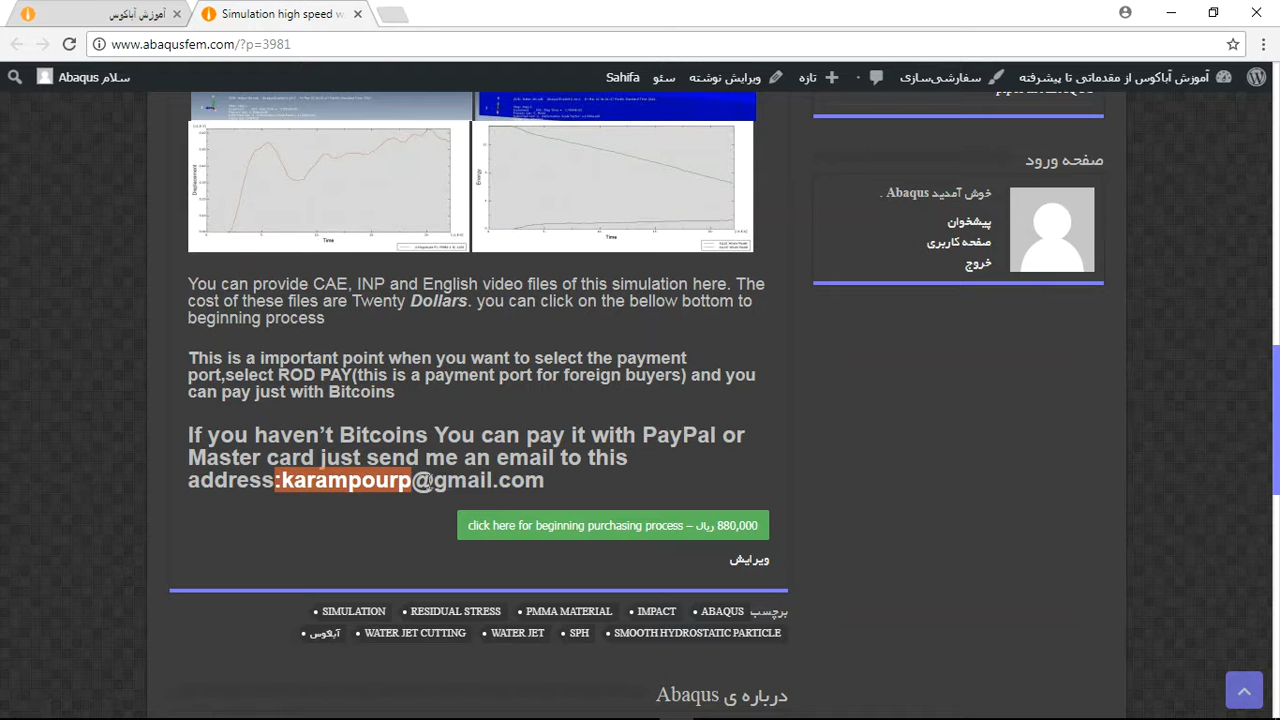 آموزش آباکوس
Simulation high speed w
www.abaqusfem.com/?p=3981
آموزش آباکوس از مقدماتی تا پیشرفته
سفارشی‌سازی
تازه
ویرایش نوشته
سئو
Sahifa
سلام Abaqus
Displacement
Time
Energy
Time
صفحه ورود
خوش آمدید Abaqus .
پیشخوان
صفحه کاربری
خروج
You can provide CAE, INP and English video files of this simulation here. The
cost of these files are Twenty Dollars. you can click on the bellow bottom to
beginning process
This is a important point when you want to select the payment
port,select ROD PAY(this is a payment port for foreign buyers) and you
can pay just with Bitcoins
If you haven’t Bitcoins You can pay it with PayPal or
Master card just send me an email to this
address:karampourp@gmail.com
click here for beginning purchasing process – 880,000 ریال
ویرایش
برچسب ABAQUS • IMPACT • PMMA MATERIAL • RESIDUAL STRESS • SIMULATION •
SMOOTH HYDROSTATIC PARTICLE • SPH • WATER JET • WATER JET CUTTING • آباکوس •
درباره ی Abaqus